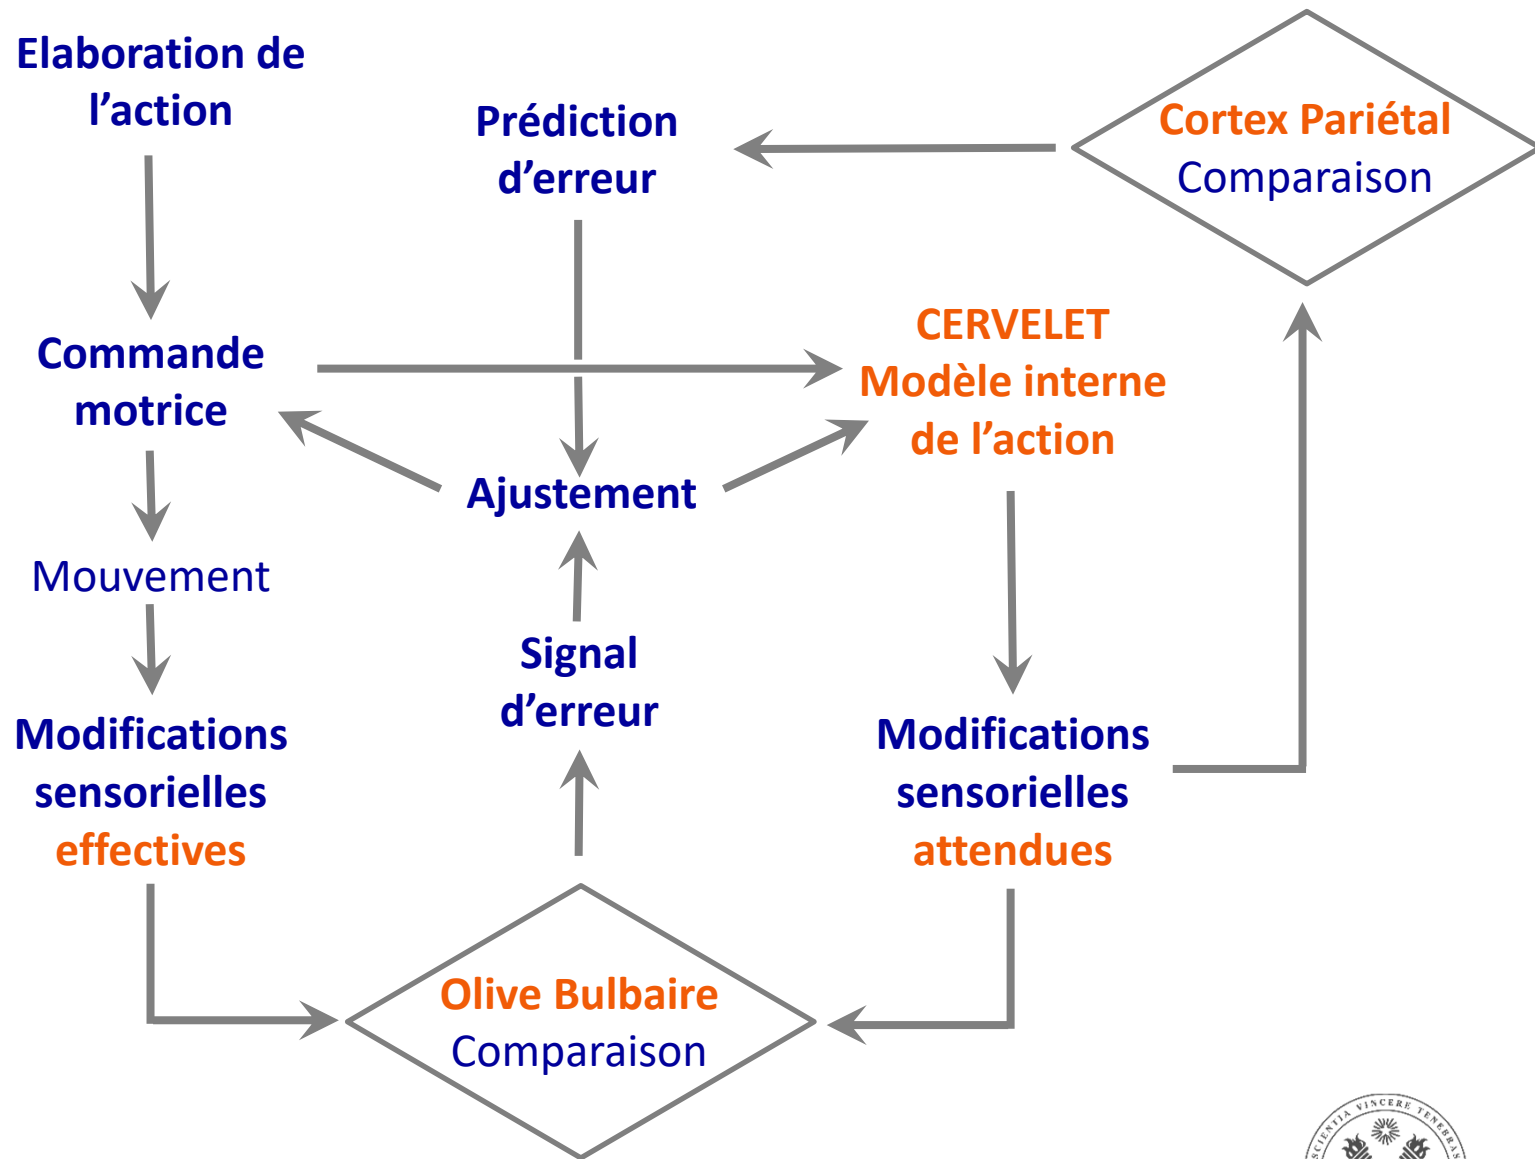 Elaboration de
l’action
Prédiction
d’erreur
Cortex Pariétal
Comparaison
Commande
motrice
CERVELET
Modèle interne
de l’action
Ajustement
Mouvement
Signal
d’erreur
Modifications
sensorielles
effectives
Modifications
sensorielles
attendues
Olive Bulbaire
Comparaison
SCIENTIA VINCERE TENEBRAS